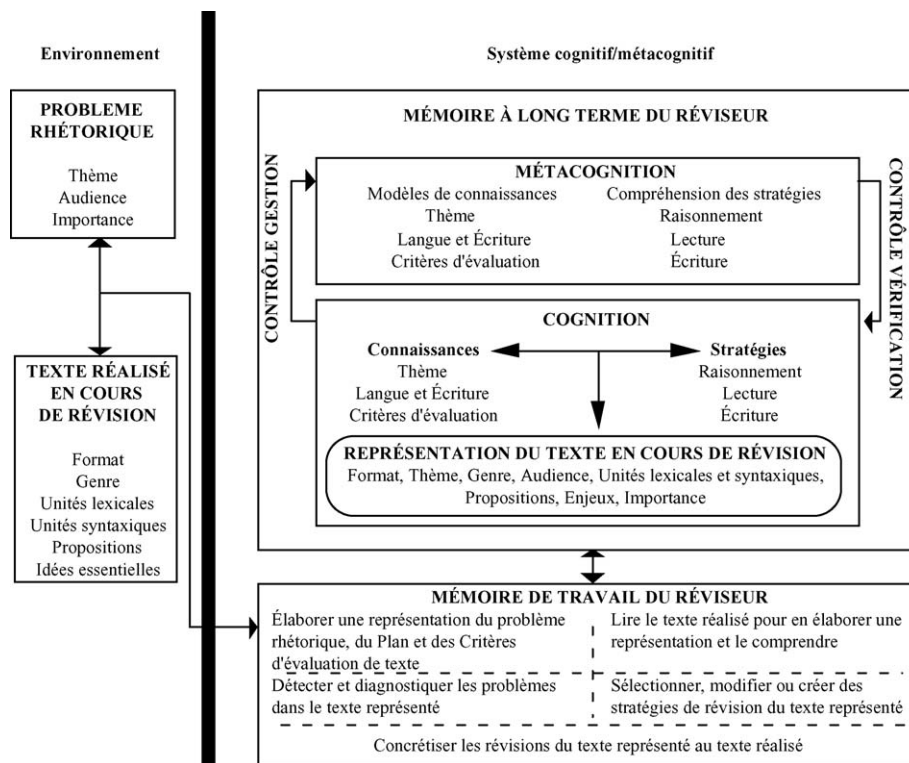 Environnement
Système cognitif/métacognitif
PROBLEME
RHÉTORIQUE
Thème
Audience
Importance
TEXTE RÉALISÉ
EN COURS
DE RÉVISION
Format
Genre
Unités lexicales
Unités syntaxiques
Propositions
Idées essentielles
MÉMOIRE À LONG TERME DU RÉVISEUR
CONTRÔLE GESTION
MÉTACOGNITION
Modèles de connaissances
Thème
Langue et Écriture
Critères d'évaluation
Compréhension des stratégies
Raisonnement
Lecture
Écriture
CONTRÔLE VÉRIFICATION
COGNITION
Connaissances
Thème
Langue et Écriture
Critères d'évaluation
Stratégies
Raisonnement
Lecture
Écriture
REPRÉSENTATION DU TEXTE EN COURS DE RÉVISION
Format, Thème, Genre, Audience, Unités lexicales et syntaxiques,
Propositions, Enjeux, Importance
MÉMOIRE DE TRAVAIL DU RÉVISEUR
Élaborer une représentation du problème
rhétorique, du Plan et des Critères
d'évaluation de texte
Lire le texte réalisé pour en élaborer une
représentation et le comprendre
Détecter et diagnostiquer les problèmes
dans le texte représenté
Sélectionner, modifier ou créer des
stratégies de révision du texte représenté
Concrétiser les révisions du texte représenté au texte réalisé